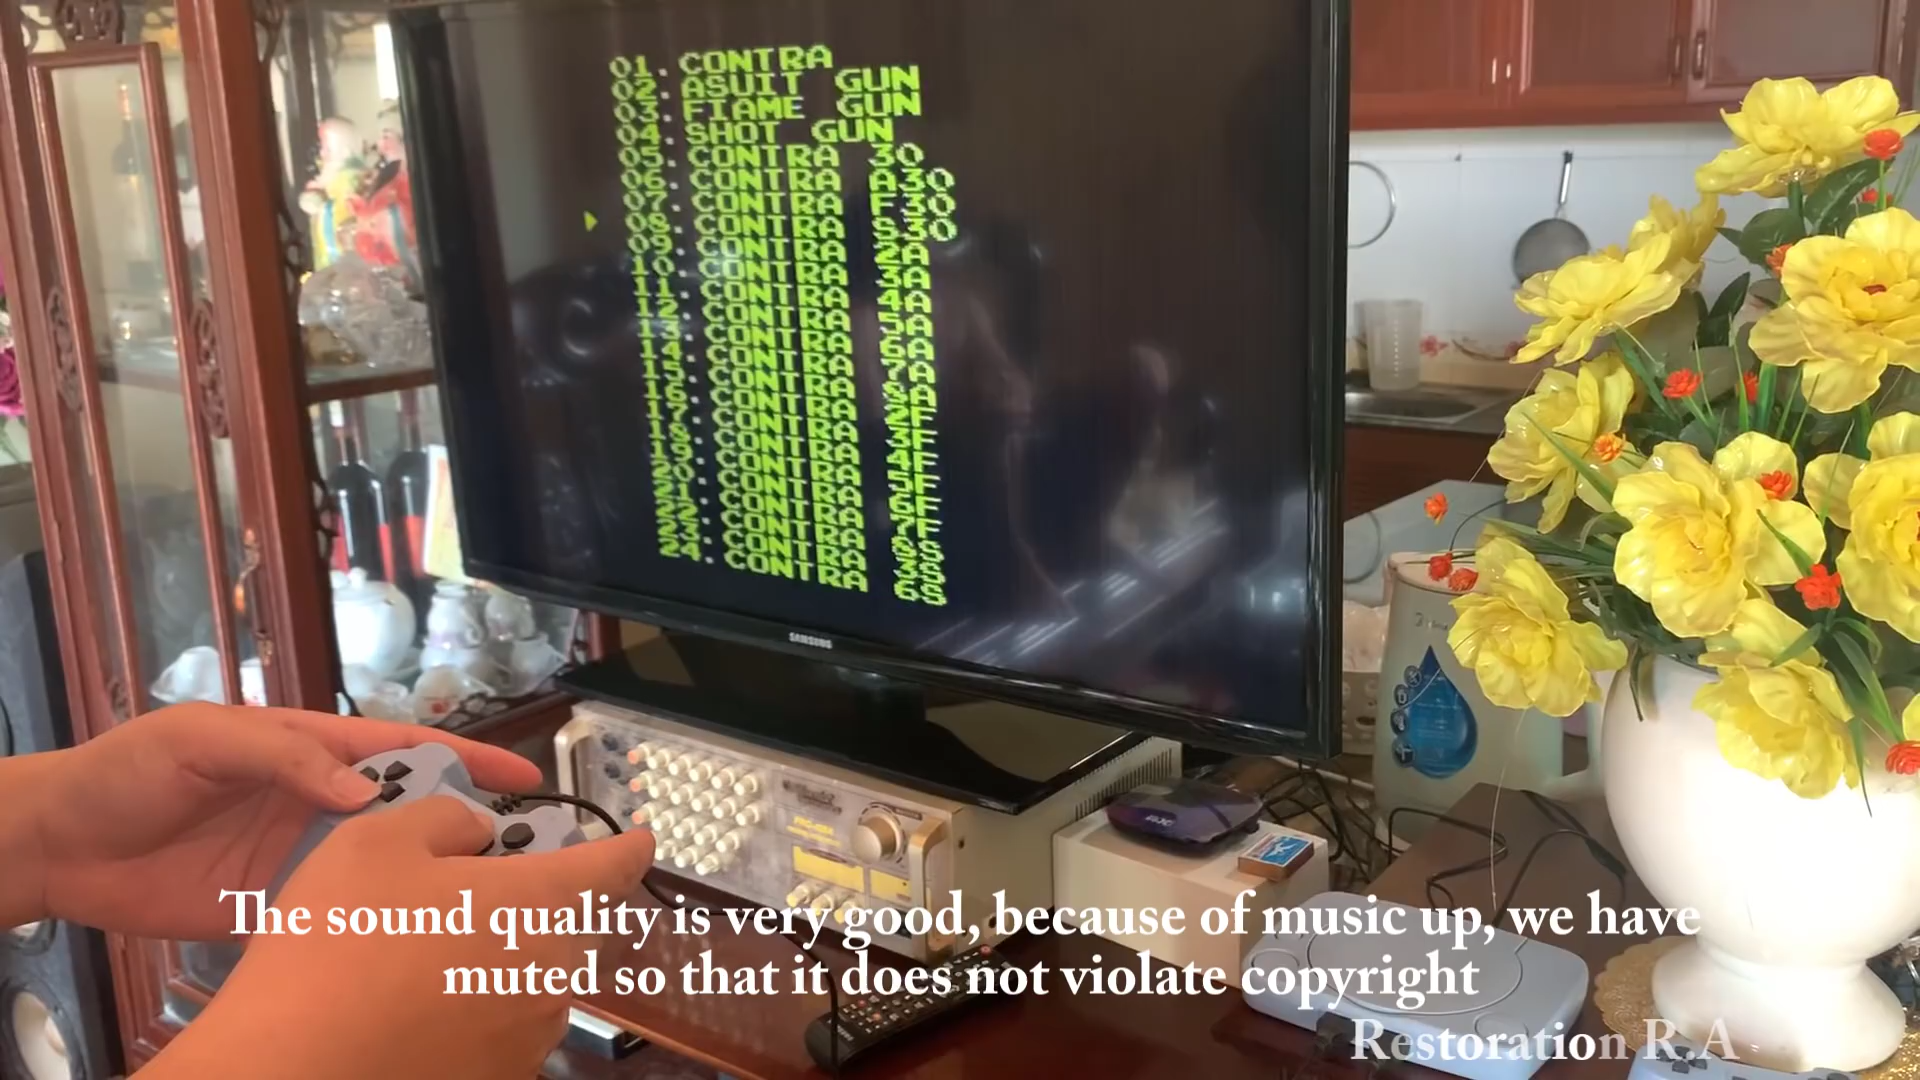 01. CONTRA
02. ASUIT GUN
03. FIAME GUN
04. SHOT GUN
05. CONTRA 30
06. CONTRA A30
07. CONTRA F30
08. CONTRA S30
09. CONTRA 2A
10. CONTRA 3A
11. CONTRA 4A
12. CONTRA 5A
13. CONTRA 6A
14. CONTRA 7A
15. CONTRA 8A
16. CONTRA 2F
17. CONTRA 3F
18. CONTRA 4F
19. CONTRA 5F
20. CONTRA 6F
21. CONTRA 7F
22. CONTRA
23. CONTRA
24. CONTRA 6S
SAMSUNG
The sound quality is very good, because of music up, we have
muted so that it does not violate copyright
Restoration R.A